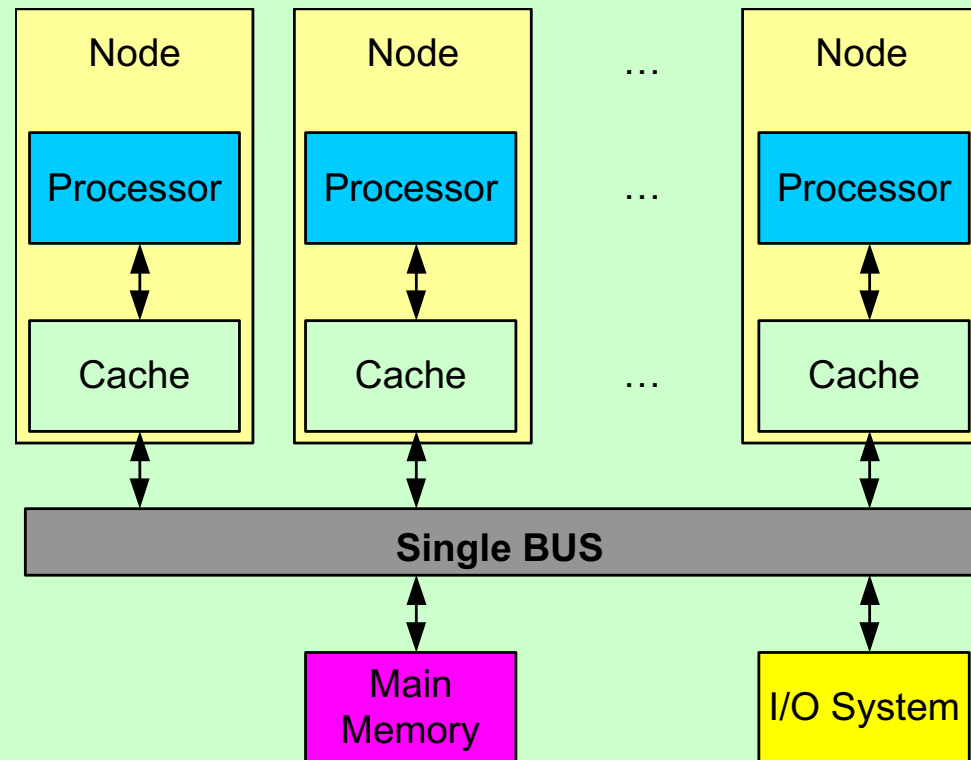 Node
Node
…
Node
Processor
Processor
…
Processor
Cache
Cache
…
Cache
Single BUS
Main
Memory
I/O System